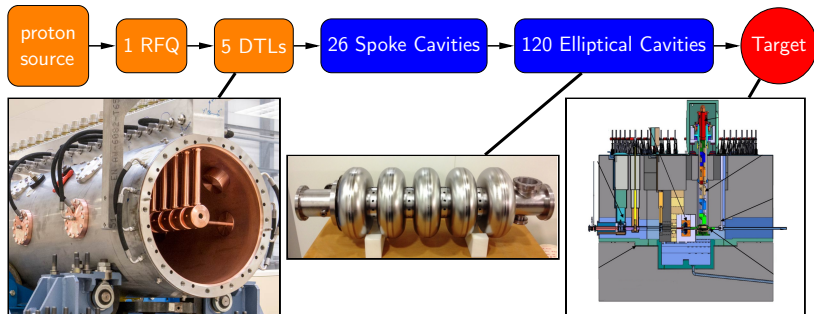 proton
source
1 RFQ
5 DTLs
26 Spoke Cavities
120 Elliptical Cavities
Target